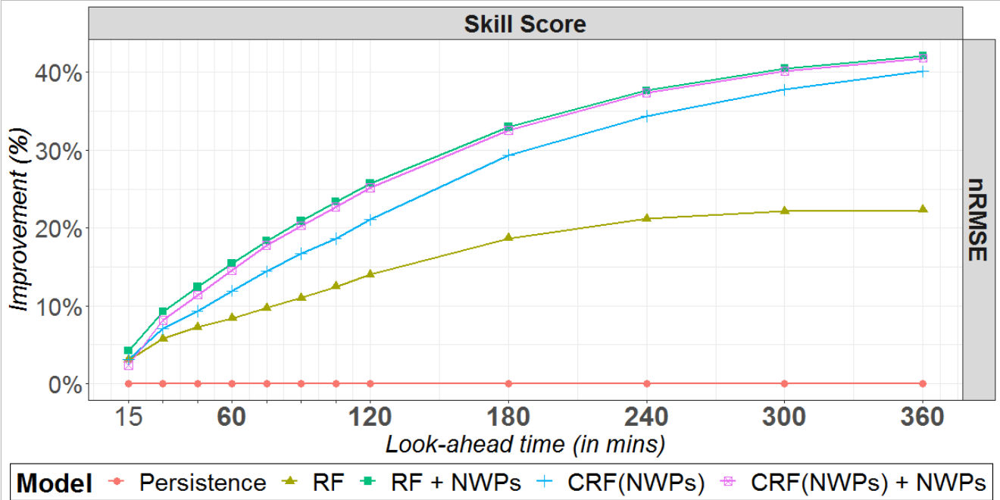 Skill Score
nRMSE
Improvement (%)
40%
30%
20%
10%
0%
15 60 120 180 240 300 360
Look-ahead time (in mins)
Model Persistence RF RF + NWPs CRF(NWPs) CRF(NWPs) + NWPs